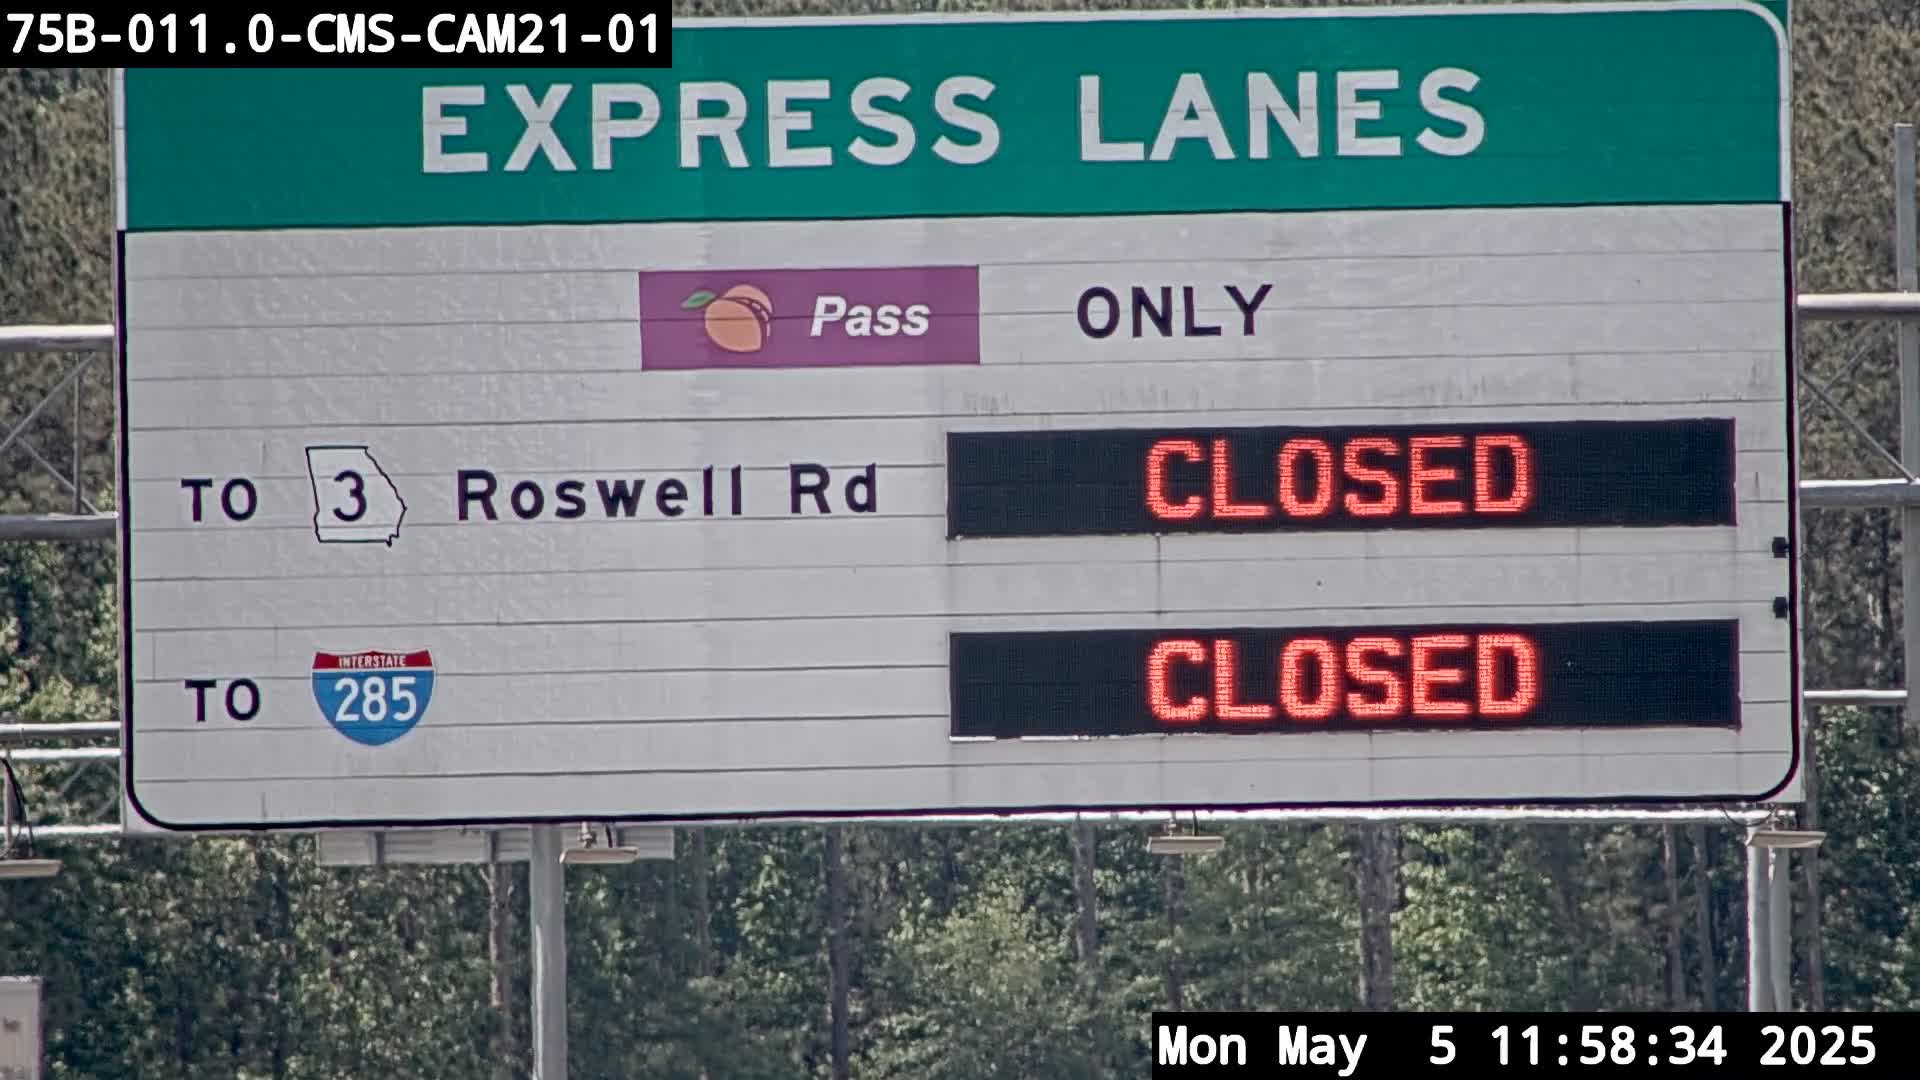 75B-011.0-CMS-CAM21-01
EXPRESS LANES
Pass ONLY
TO 3 Roswell Rd CLOSED
TO INTERSTATE 285 CLOSED
Mon May 5 11:58:34 2025